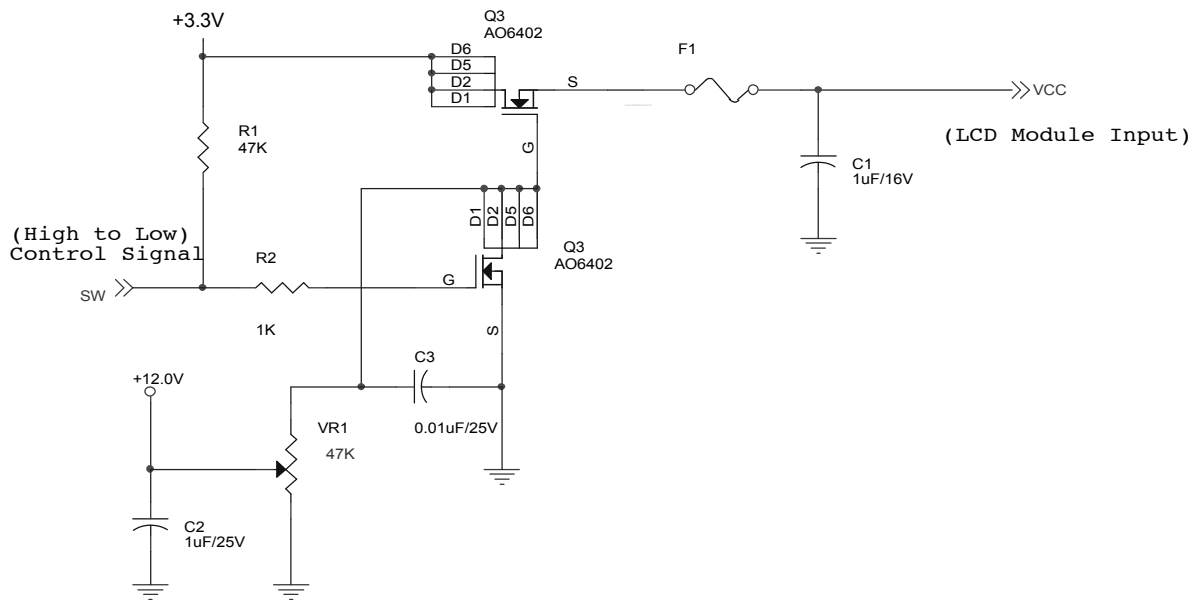 Q3
AO6402
+3.3V
D6
D5
D2
D1
S
F1
VCC
(LCD Module Input)
R1
47K
G
C1
1uF/16V
D1
D2
D5
D6
(High to Low)
Control Signal
Q3
AO6402
R2
G
SW
1K
S
C3
+12.0V
VR1
47K
0.01uF/25V
C2
1uF/25V